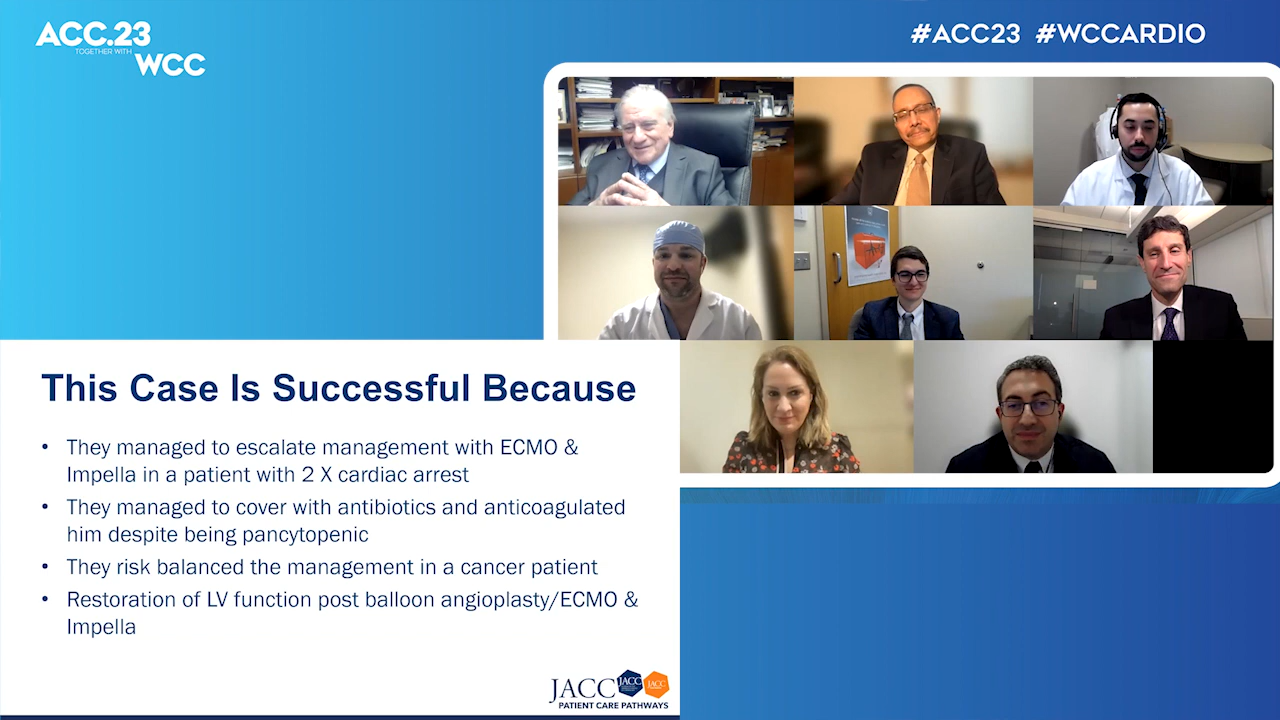 ACC.23
TOGETHER WITH
WCC
#ACC23 #WCCARDIO
This Case Is Successful Because
• They managed to escalate management with ECMO &
Impella in a patient with 2 X cardiac arrest
• They managed to cover with antibiotics and anticoagulated
him despite being pancytopenic
• They risk balanced the management in a cancer patient
• Restoration of LV function post balloon angioplasty/ECMO &
Impella
JACC JACC JACC
PATIENT CARE PATHWAYS